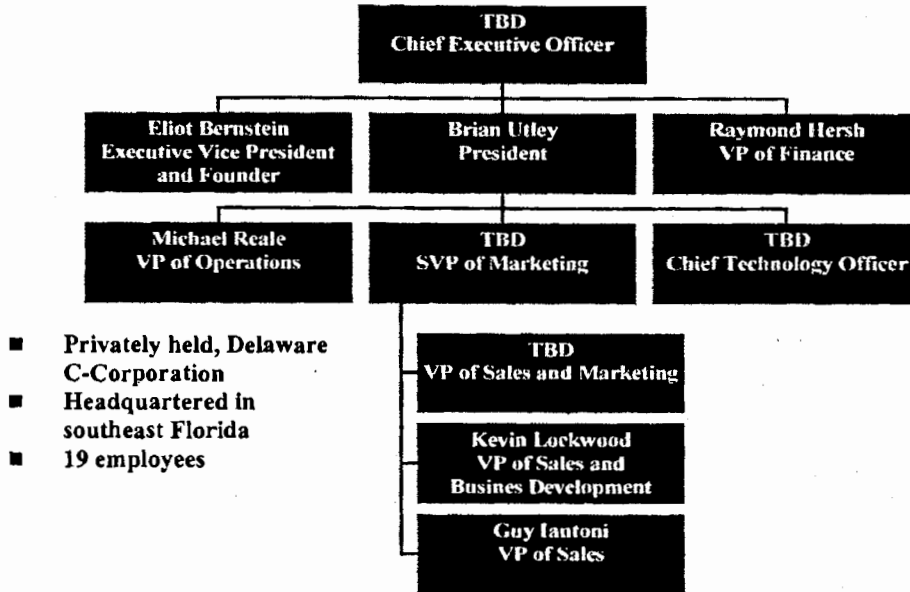 TBD
Chief Executive Officer
Eliot Bernstein
Executive Vice President
and Founder
Brian Utley
President
Raymond Hersh
VP of Finance
Michael Reale
VP of Operations
TBD
SVP of Marketing
TBD
Chief Technology Officer
■ Privately held, Delaware
C-Corporation
■ Headquartered in
southeast Florida
■ 19 employees
TBD
VP of Sales and Marketing
Kevin Lockwood
VP of Sales and
Busines Development
Guy Iantoni
VP of Sales